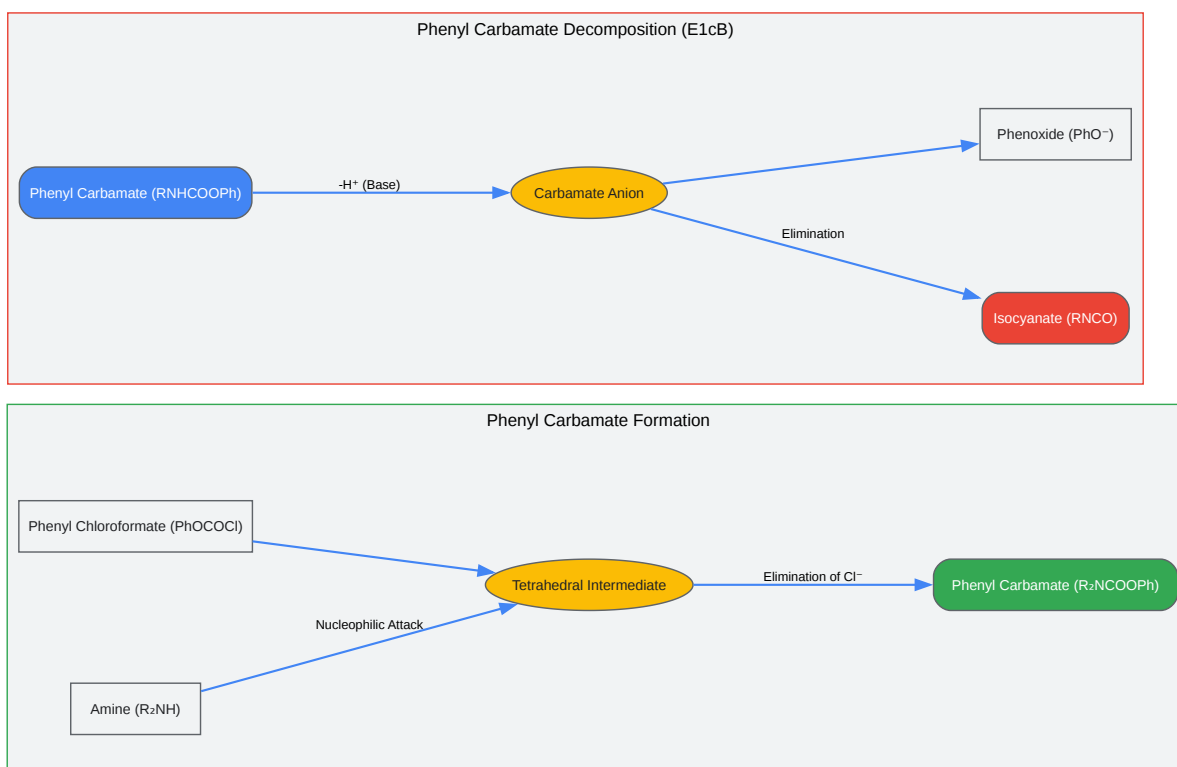 Phenyl Carbamate Decomposition (E1cB)
Phenoxide (PhO⁻)
Phenyl Carbamate (RNHCOOPh)
-H⁺ (Base)
Carbamate Anion
Elimination
Isocyanate (RNCO)
Phenyl Carbamate Formation
Phenyl Chloroformate (PhOCOCl)
Tetrahedral Intermediate
Elimination of Cl⁻
Phenyl Carbamate (R₂NCOOPh)
Nucleophilic Attack
Amine (R₂NH)